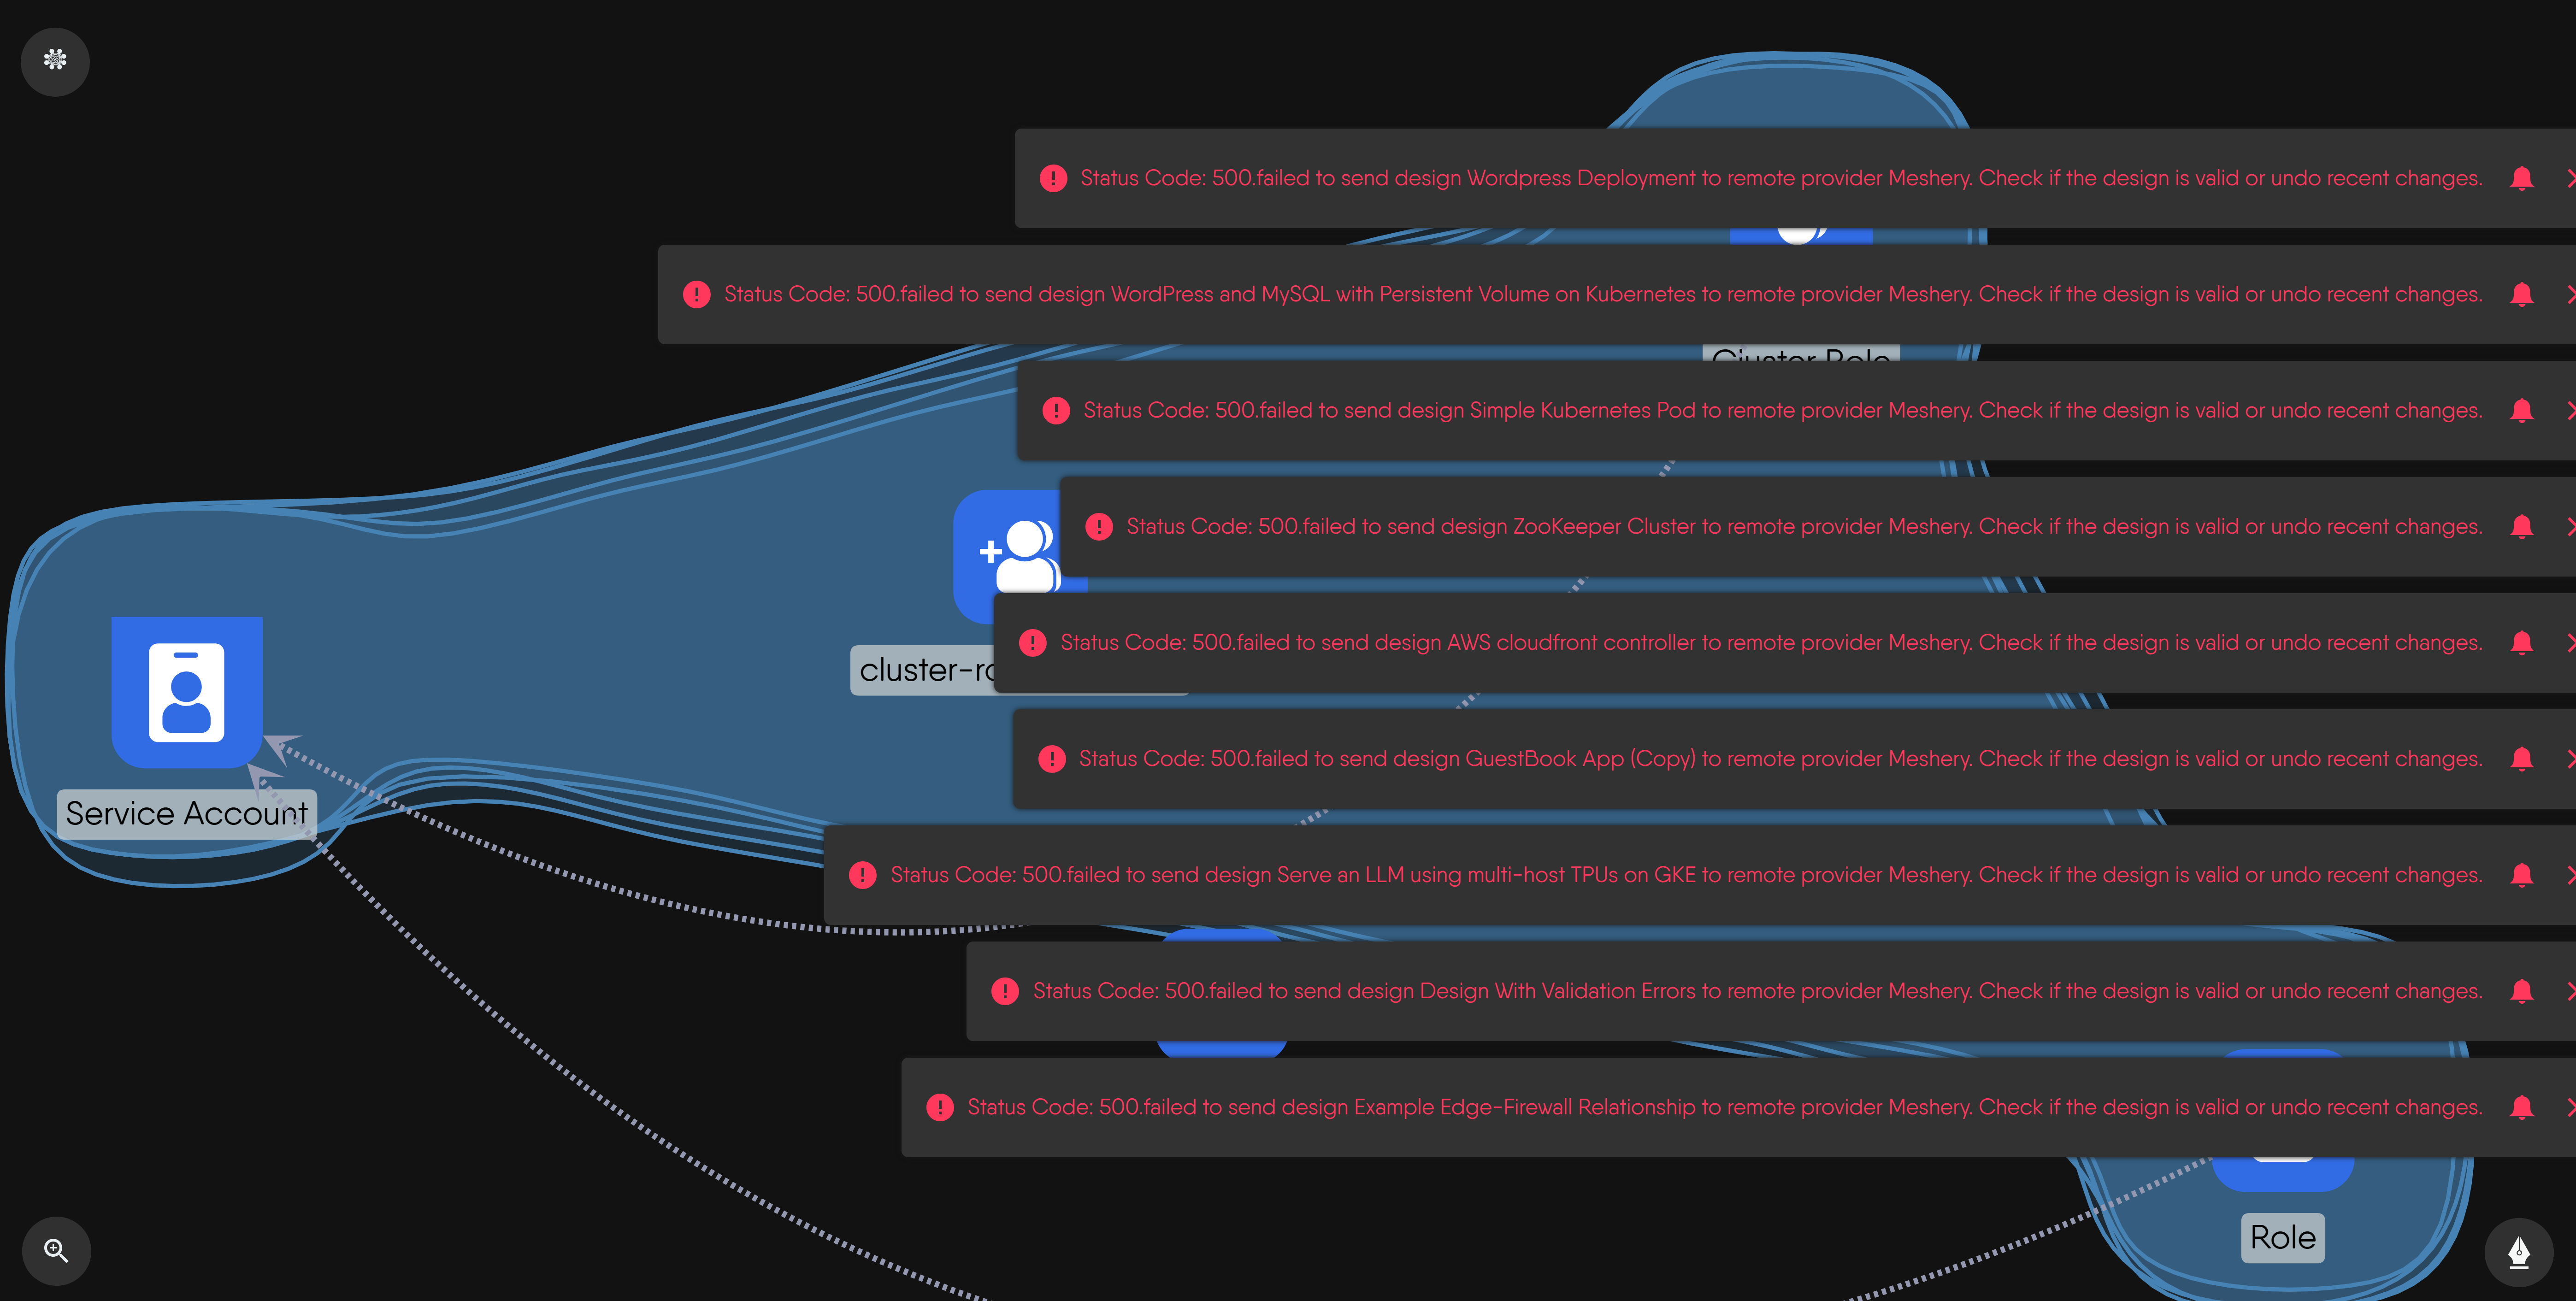 Status Code: 500.failed to send design Wordpress Deployment to remote provider Meshery. Check if the design is valid or undo recent changes.
Status Code: 500.failed to send design WordPress and MySQL with Persistent Volume on Kubernetes to remote provider Meshery. Check if the design is valid or undo recent changes.
Cluster Role
Status Code: 500.failed to send design Simple Kubernetes Pod to remote provider Meshery. Check if the design is valid or undo recent changes.
Status Code: 500.failed to send design ZooKeeper Cluster to remote provider Meshery. Check if the design is valid or undo recent changes.
Status Code: 500.failed to send design AWS cloudfront controller to remote provider Meshery. Check if the design is valid or undo recent changes.
Status Code: 500.failed to send design GuestBook App (Copy) to remote provider Meshery. Check if the design is valid or undo recent changes.
Service Account
Status Code: 500.failed to send design Serve an LLM using multi-host TPUs on GKE to remote provider Meshery. Check if the design is valid or undo recent changes.
Status Code: 500.failed to send design Design With Validation Errors to remote provider Meshery. Check if the design is valid or undo recent changes.
Status Code: 500.failed to send design Example Edge-Firewall Relationship to remote provider Meshery. Check if the design is valid or undo recent changes.
Role